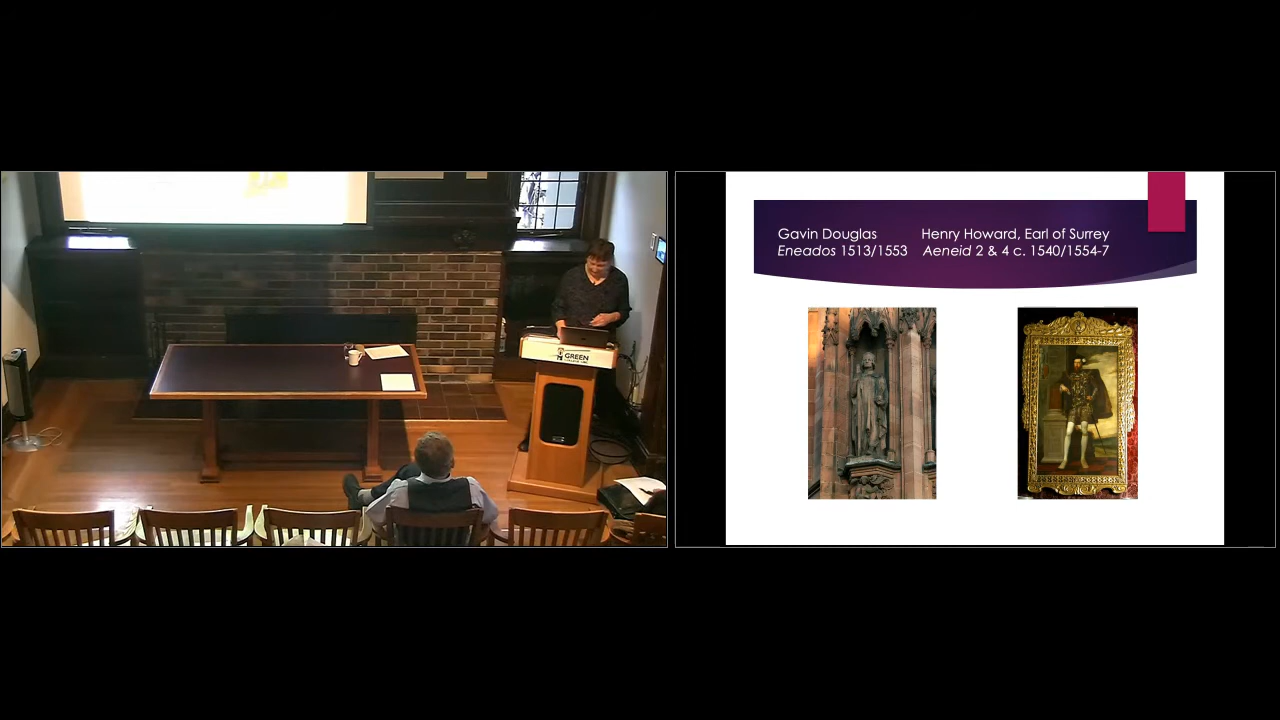 GREEN
Gavin Douglas Henry Howard, Earl of Surrey
Eneados 1513/1553 Aeneid 2 & 4 c. 1540/1554-7